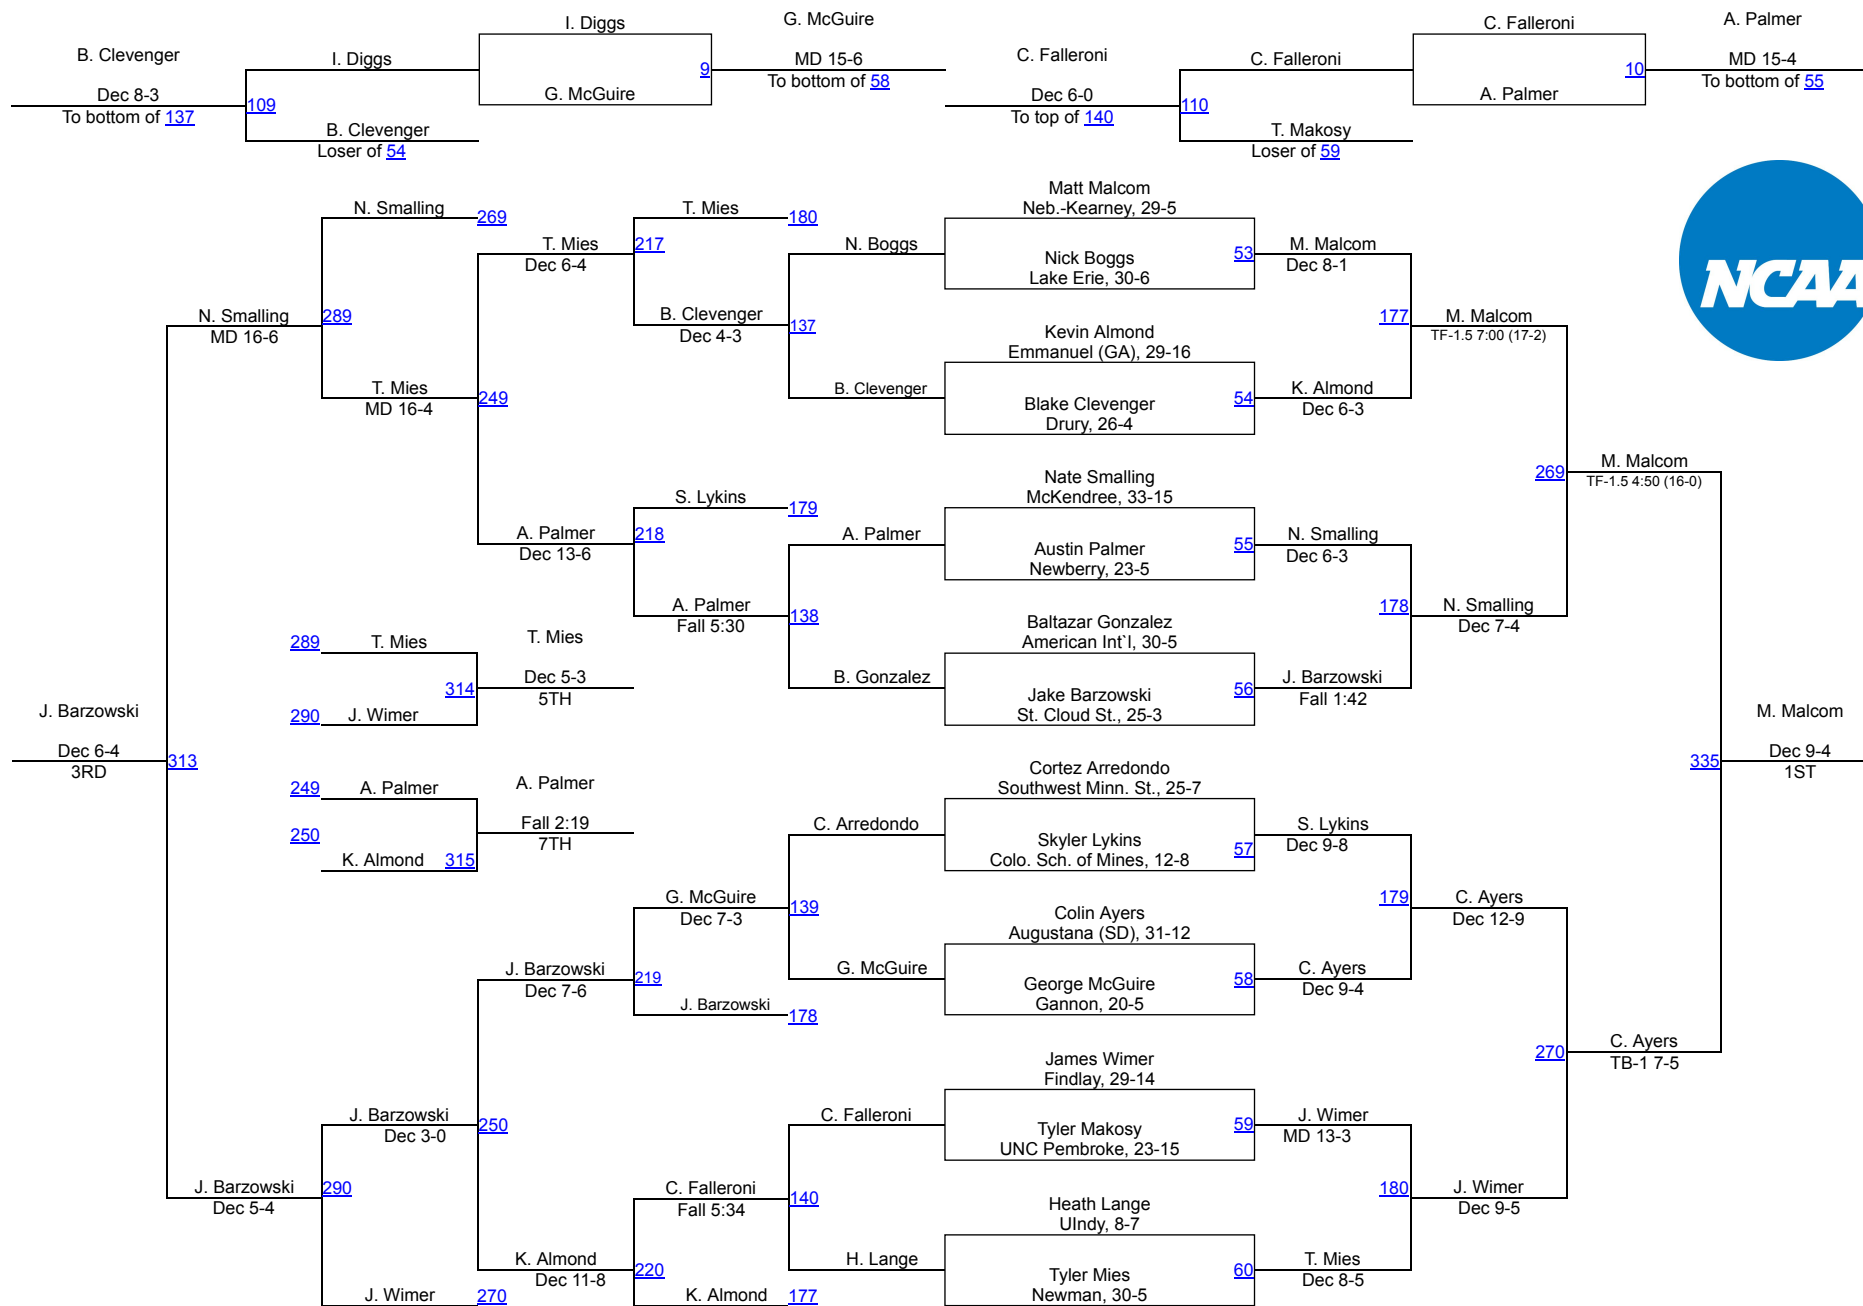 I. Diggs
G. McGuire
C. Falleroni
A. Palmer
B. Clevenger
I. Diggs
9
MD 15-6
C. Falleroni
C. Falleroni
10
MD 15-4
To bottom of 58
To bottom of 55
Dec 8-3
G. McGuire
Dec 6-0
A. Palmer
To bottom of 137
109
To top of 140
110
B. Clevenger
T. Makosy
Loser of 54
Loser of 59
NCAA
Matt Malcom
Neb.-Kearney, 29-5
N. Smalling
269
T. Mies
180
T. Mies
217
N. Boggs
Nick Boggs
Lake Erie, 30-6
53
M. Malcom
Dec 6-4
Dec 8-1
N. Smalling
289
B. Clevenger
137
Kevin Almond
Emmanuel (GA), 29-16
177
M. Malcom
MD 16-6
Dec 4-3
TF-1.5 7:00 (17-2)
T. Mies
249
B. Clevenger
Blake Clevenger
Drury, 26-4
54
K. Almond
MD 16-4
Dec 6-3
269
M. Malcom
TF-1.5 4:50 (16-0)
Nate Smalling
McKendree, 33-15
S. Lykins
179
A. Palmer
218
A. Palmer
Austin Palmer
Newberry, 23-5
55
N. Smalling
Dec 13-6
Dec 6-3
A. Palmer
138
Baltazar Gonzalez
American Int`l, 30-5
178
N. Smalling
Fall 5:30
Dec 7-4
289
T. Mies
T. Mies
314
Dec 5-3
5TH
B. Gonzalez
Jake Barzowski
St. Cloud St., 25-3
56
J. Barzowski
Fall 1:42
290
J. Wimer
J. Barzowski
M. Malcom
Dec 6-4
3RD
313
335
Dec 9-4
1ST
Cortez Arredondo
Southwest Minn. St., 25-7
249
A. Palmer
A. Palmer
250
Fall 2:19
7TH
C. Arredondo
Skyler Lykins
Colo. Sch. of Mines, 12-8
57
S. Lykins
Dec 9-8
K. Almond
315
G. McGuire
139
Colin Ayers
Augustana (SD), 31-12
179
C. Ayers
Dec 7-3
Dec 12-9
J. Barzowski
219
G. McGuire
George McGuire
Gannon, 20-5
58
C. Ayers
Dec 7-6
Dec 9-4
J. Barzowski
178
270
C. Ayers
TB-1 7-5
James Wimer
Findlay, 29-14
J. Barzowski
250
C. Falleroni
Tyler Makosy
UNC Pembroke, 23-15
59
J. Wimer
Dec 3-0
MD 13-3
J. Barzowski
290
C. Falleroni
140
Heath Lange
UIndy, 8-7
180
J. Wimer
Dec 5-4
Fall 5:34
Dec 9-5
K. Almond
220
H. Lange
Tyler Mies
Newman, 30-5
60
T. Mies
Dec 11-8
Dec 8-5
J. Wimer
270
K. Almond
177